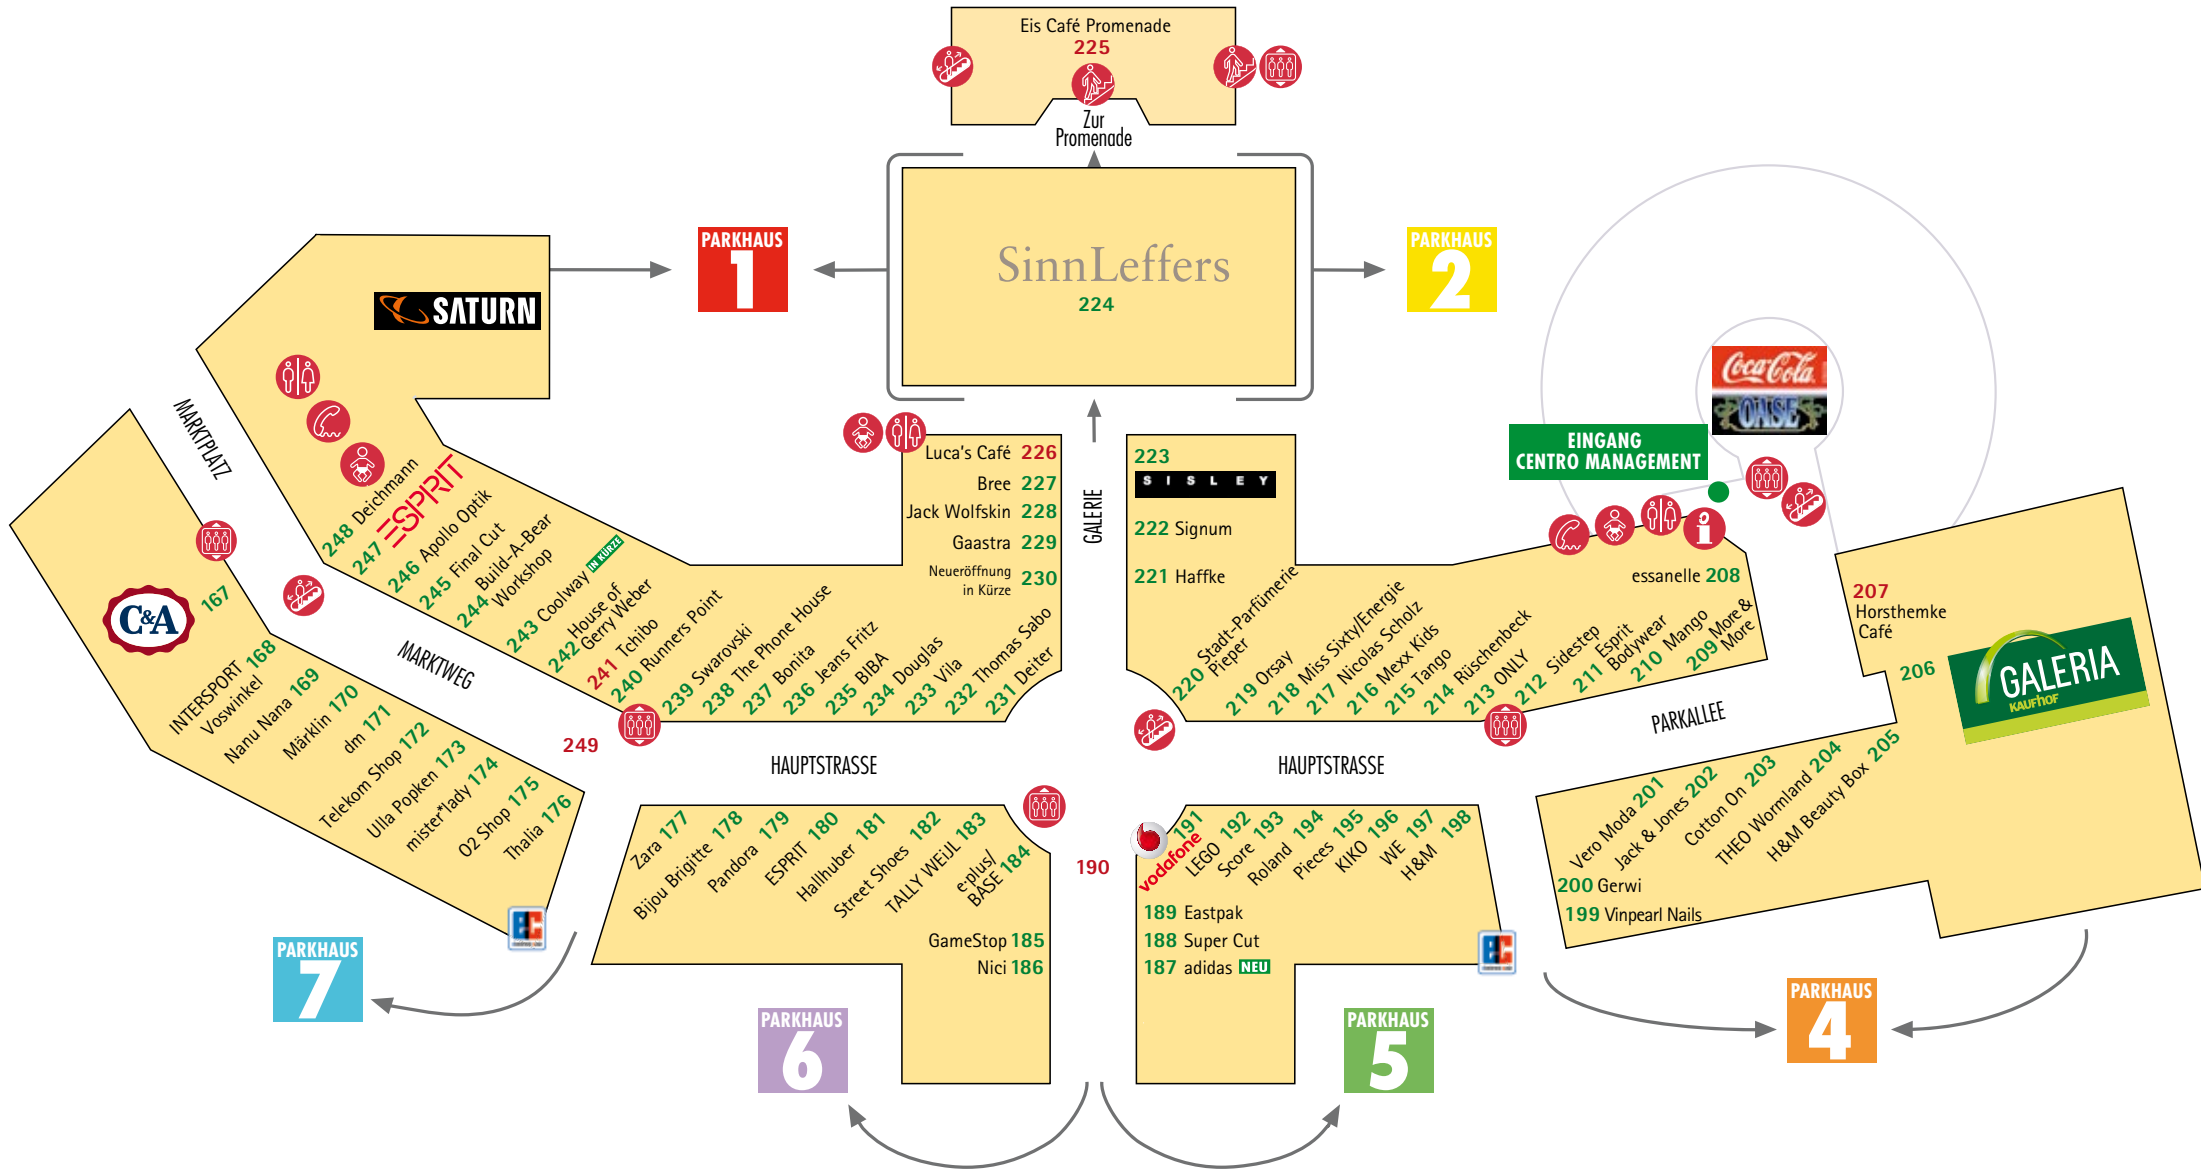 Eis Café Promenade
225
Zur
Promenade
PARKHAUS
1
SinnLeffers
224
PARKHAUS
2
SATURN
Coca-Cola
OASE
EINGANG
CENTRO MANAGEMENT
MARKTPLATZ
248 Deichmann
247 ESPRIT
246 Apollo Optik
245 Final Cut
244 Build-A-Bear
Workshop
243 Coolway IN KÜRZE
242 House of
Gerry Weber
241 Tchibo
240 Runners Point
239 Swarovski
238 The Phone House
237 Bonita
236 Jeans Fritz
235 BIBA
234 Douglas
233 Vila
232 Thomas Sabo
231 Deiter
Luca's Café 226
Bree 227
Jack Wolfskin 228
Gaastra 229
Neueröffnung
in Kürze 230
GALERIE
223
SISLEY
222 Signum
221 Haffke
220 Stadt-Parfümerie
Pieper
219 Orsay
218 Miss Sixty/Energie
217 Nicolas Scholz
216 Mexx Kids
215 Tango
214 Rüschenbeck
213 ONLY
212 Sidestep
211 Esprit
Bodywear
210 Mango
209 More &
More
essanelle 208
207
Horsthemke
Café
206
GALERIA
KAUFHOF
C&A
167
INTERSPORT
Voswinkel 168
Nanu Nana 169
Märklin 170
dm 171
Telekom Shop 172
Ulla Popken 173
mister*lady 174
O2 Shop 175
Thalia 176
MARKTWEG
249
HAUPTSTRASSE
HAUPTSTRASSE
PARKALLEE
Zara 177
Bijou Brigitte 178
Pandora 179
ESPRIT 180
Hallhuber 181
Street Shoes 182
TALLY WEiJL 183
e·plus/
BASE 184
GameStop 185
Nici 186
190
191
vodafone
LEGO 192
Score 193
Roland 194
Pieces 195
KIKO 196
WE 197
H&M 198
189 Eastpak
188 Super Cut
187 adidas NEU
Vero Moda 201
Jack & Jones 202
Cotton On 203
THEO Wormland 204
H&M Beauty Box 205
200 Gerwi
199 Vinpearl Nails
EC
EC
PARKHAUS
7
PARKHAUS
6
PARKHAUS
5
PARKHAUS
4